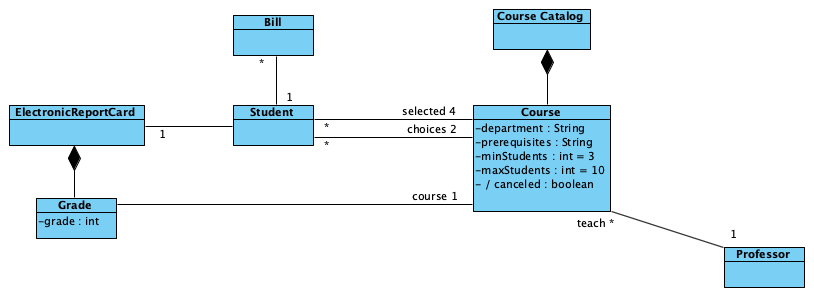 Bill
Course Catalog
*
1
ElectronicReportCard
Student
selected 4
Course
1
*
choices 2
*
-department : String
-prerequisites : String
-minStudents : int = 3
-maxStudents : int = 10
- / canceled : boolean
Grade
-grade : int
course 1
teach *
1
Professor